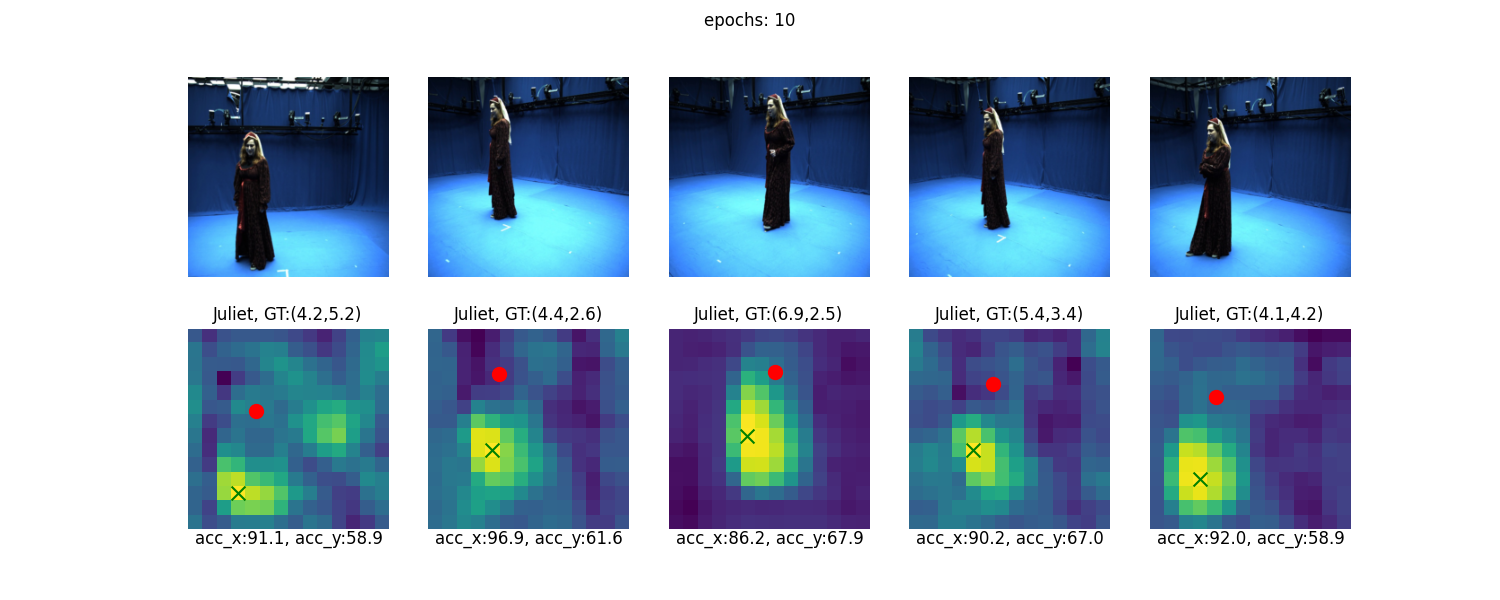 epochs: 10
Juliet, GT:(4.2,5.2)
Juliet, GT:(4.4,2.6)
Juliet, GT:(6.9,2.5)
Juliet, GT:(5.4,3.4)
Juliet, GT:(4.1,4.2)
acc_x:91.1, acc_y:58.9
acc_x:96.9, acc_y:61.6
acc_x:86.2, acc_y:67.9
acc_x:90.2, acc_y:67.0
acc_x:92.0, acc_y:58.9